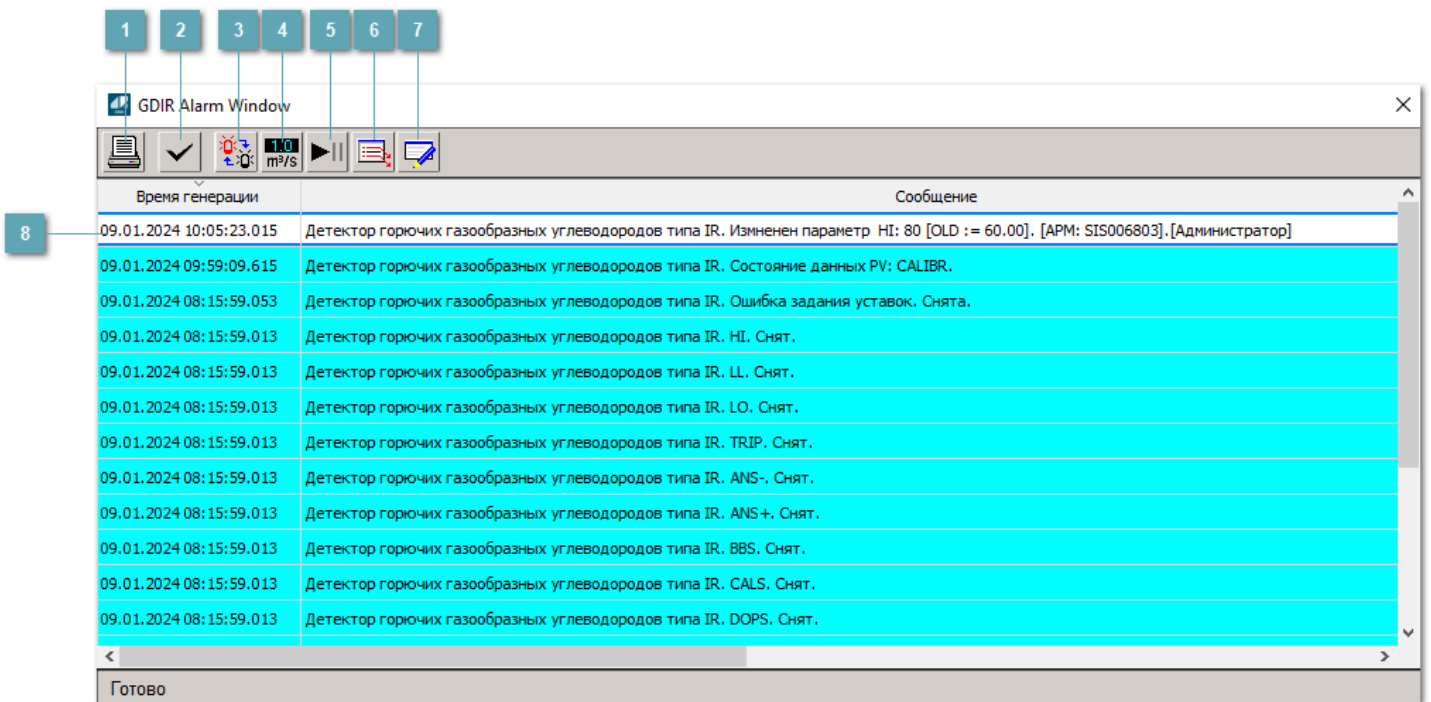 1 2 3 4 5 6 7
GDIR Alarm Window
1.0
m³/s
Время генерации Сообщение
8
09.01.2024 10:05:23.015 Детектор горючих газообразных углеводородов типа IR. Измненен параметр HI: 80 [OLD := 60.00]. [АРМ: SIS006803].[Администратор]
09.01.2024 09:59:09.615 Детектор горючих газообразных углеводородов типа IR. Состояние данных PV: CALIBR.
09.01.2024 08:15:59.053 Детектор горючих газообразных углеводородов типа IR. Ошибка задания уставок. Снята.
09.01.2024 08:15:59.013 Детектор горючих газообразных углеводородов типа IR. HI. Снят.
09.01.2024 08:15:59.013 Детектор горючих газообразных углеводородов типа IR. LL. Снят.
09.01.2024 08:15:59.013 Детектор горючих газообразных углеводородов типа IR. LO. Снят.
09.01.2024 08:15:59.013 Детектор горючих газообразных углеводородов типа IR. TRIP. Снят.
09.01.2024 08:15:59.013 Детектор горючих газообразных углеводородов типа IR. ANS-. Снят.
09.01.2024 08:15:59.013 Детектор горючих газообразных углеводородов типа IR. ANS+. Снят.
09.01.2024 08:15:59.013 Детектор горючих газообразных углеводородов типа IR. BBS. Снят.
09.01.2024 08:15:59.013 Детектор горючих газообразных углеводородов типа IR. CALS. Снят.
09.01.2024 08:15:59.013 Детектор горючих газообразных углеводородов типа IR. DOPS. Снят.
Готово